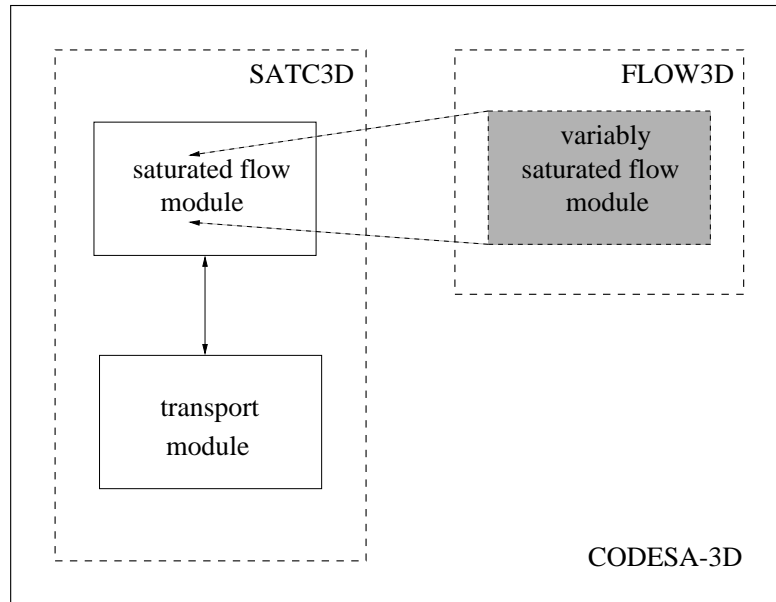 SATC3D
saturated flow
module
transport
module
FLOW3D
variably
saturated flow
module
CODESA-3D